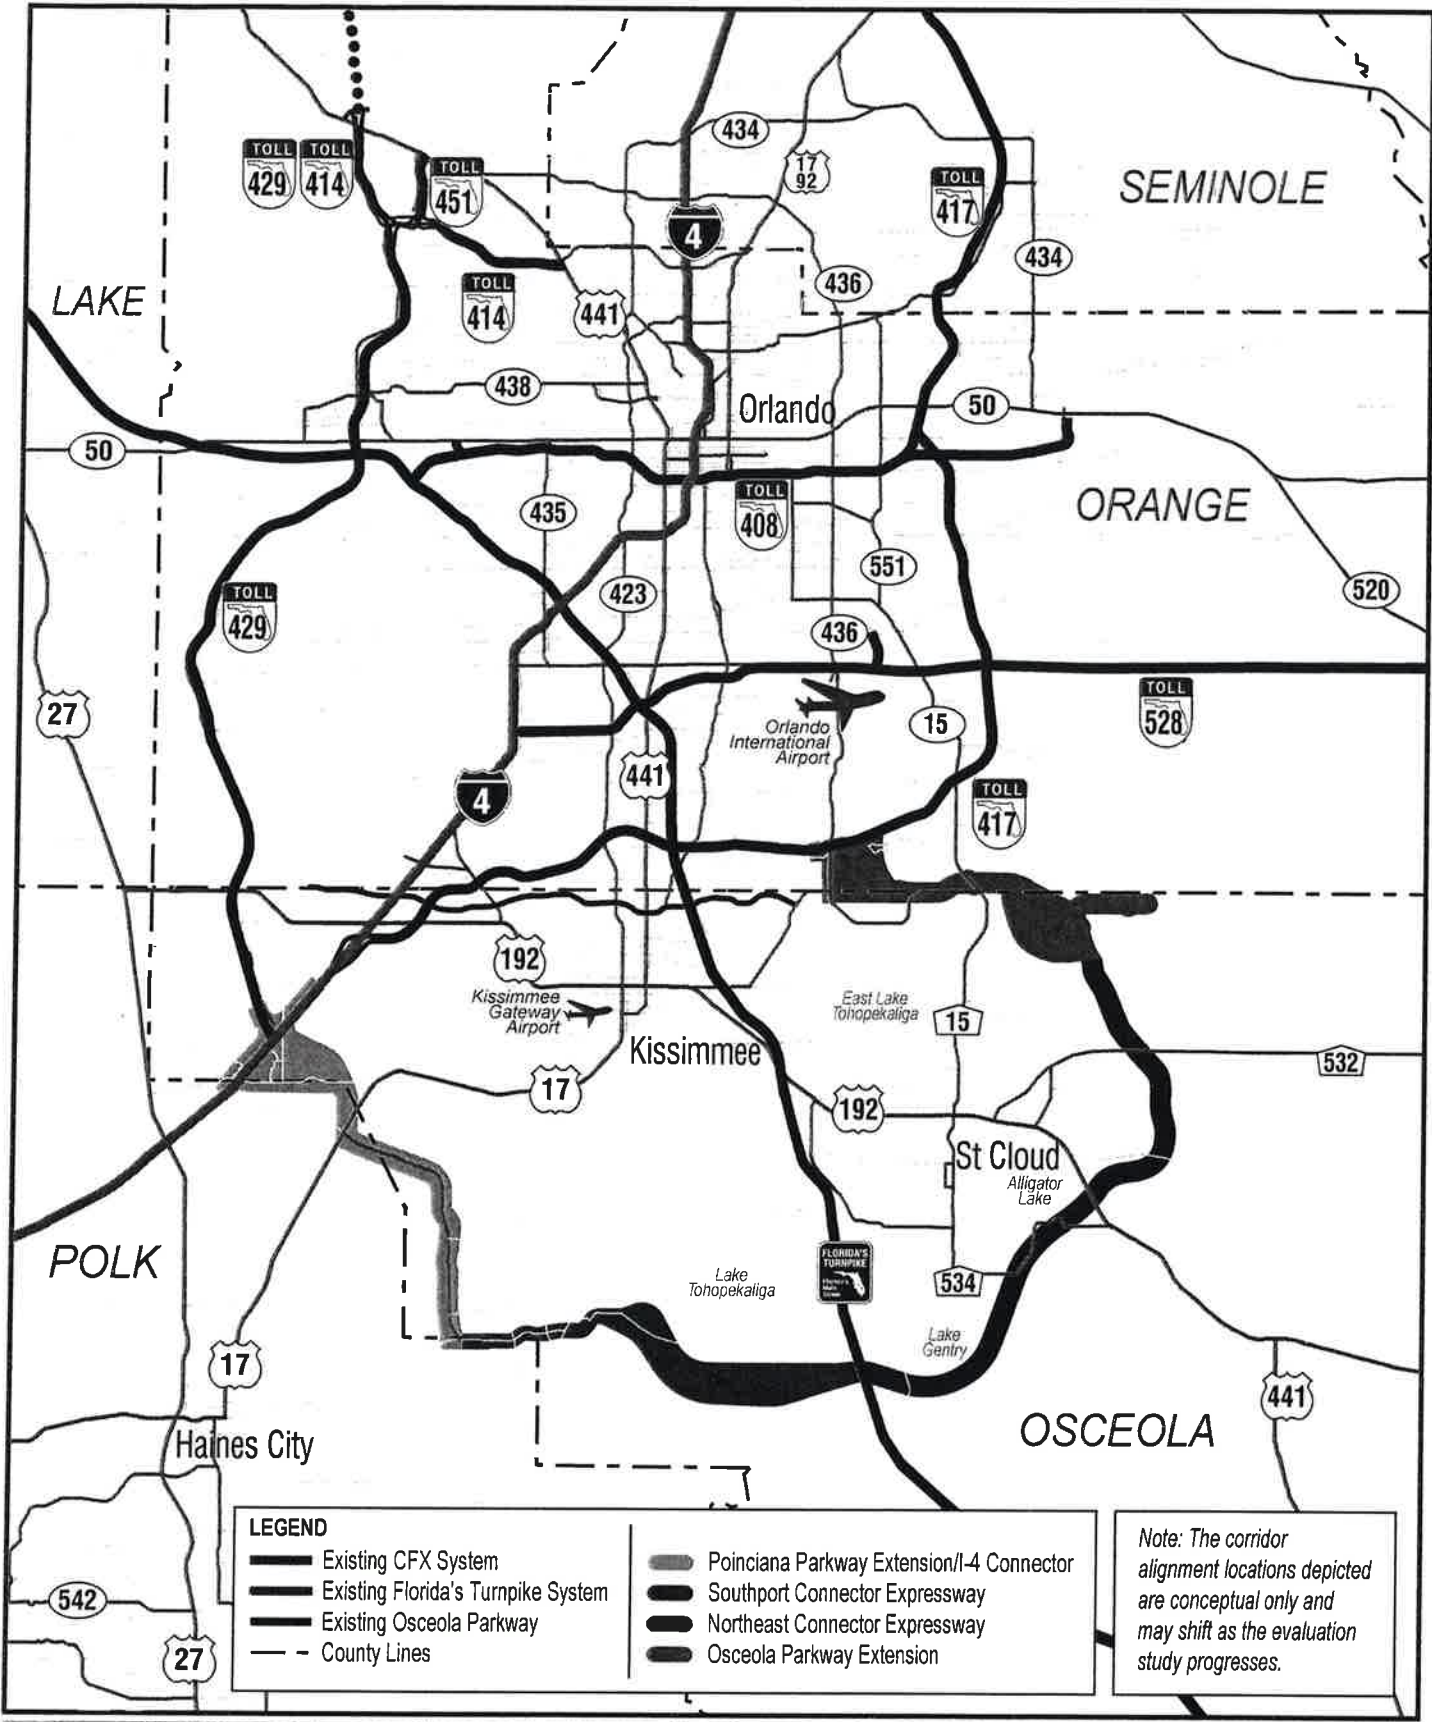 434
TOLL
429
TOLL
414
TOLL
451
17
92
TOLL
417
SEMINOLE
4
434
LAKE
TOLL
414
441
436
438
Orlando
50
50
435
TOLL
408
ORANGE
551
520
TOLL
429
423
436
27
Orlando
International
Airport
15
TOLL
528
441
4
TOLL
417
192
Kissimmee
Gateway
Airport
East Lake
Tohopekaliga
15
Kissimmee
532
17
192
St Cloud
Alligator
Lake
POLK
FLORIDA'S
TURNPIKE
Lake
Tohopekaliga
534
Lake
Gentry
17
441
OSCEOLA
Haines City
542
27
LEGEND
Existing CFX System
Existing Florida's Turnpike System
Existing Osceola Parkway
County Lines
Poinciana Parkway Extension/I-4 Connector
Southport Connector Expressway
Northeast Connector Expressway
Osceola Parkway Extension
Note: The corridor
alignment locations depicted
are conceptual only and
may shift as the evaluation
study progresses.